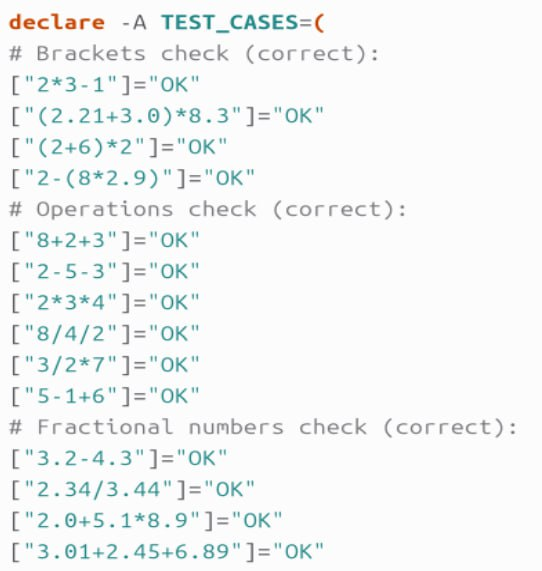 declare -A TEST_CASES=(
# Brackets check (correct):
["2*3-1"]="OK"
["(2.21+3.0)*8.3"]="OK"
["(2+6)*2"]="OK"
["2-(8*2.9)"]="OK"
# Operations check (correct):
["8+2+3"]="OK"
["2-5-3"]="OK"
["2*3*4"]="OK"
["8/4/2"]="OK"
["3/2*7"]="OK"
["5-1+6"]="OK"
# Fractional numbers check (correct):
["3.2-4.3"]="OK"
["2.34/3.44"]="OK"
["2.0+5.1*8.9"]="OK"
["3.01+2.45+6.89"]="OK"